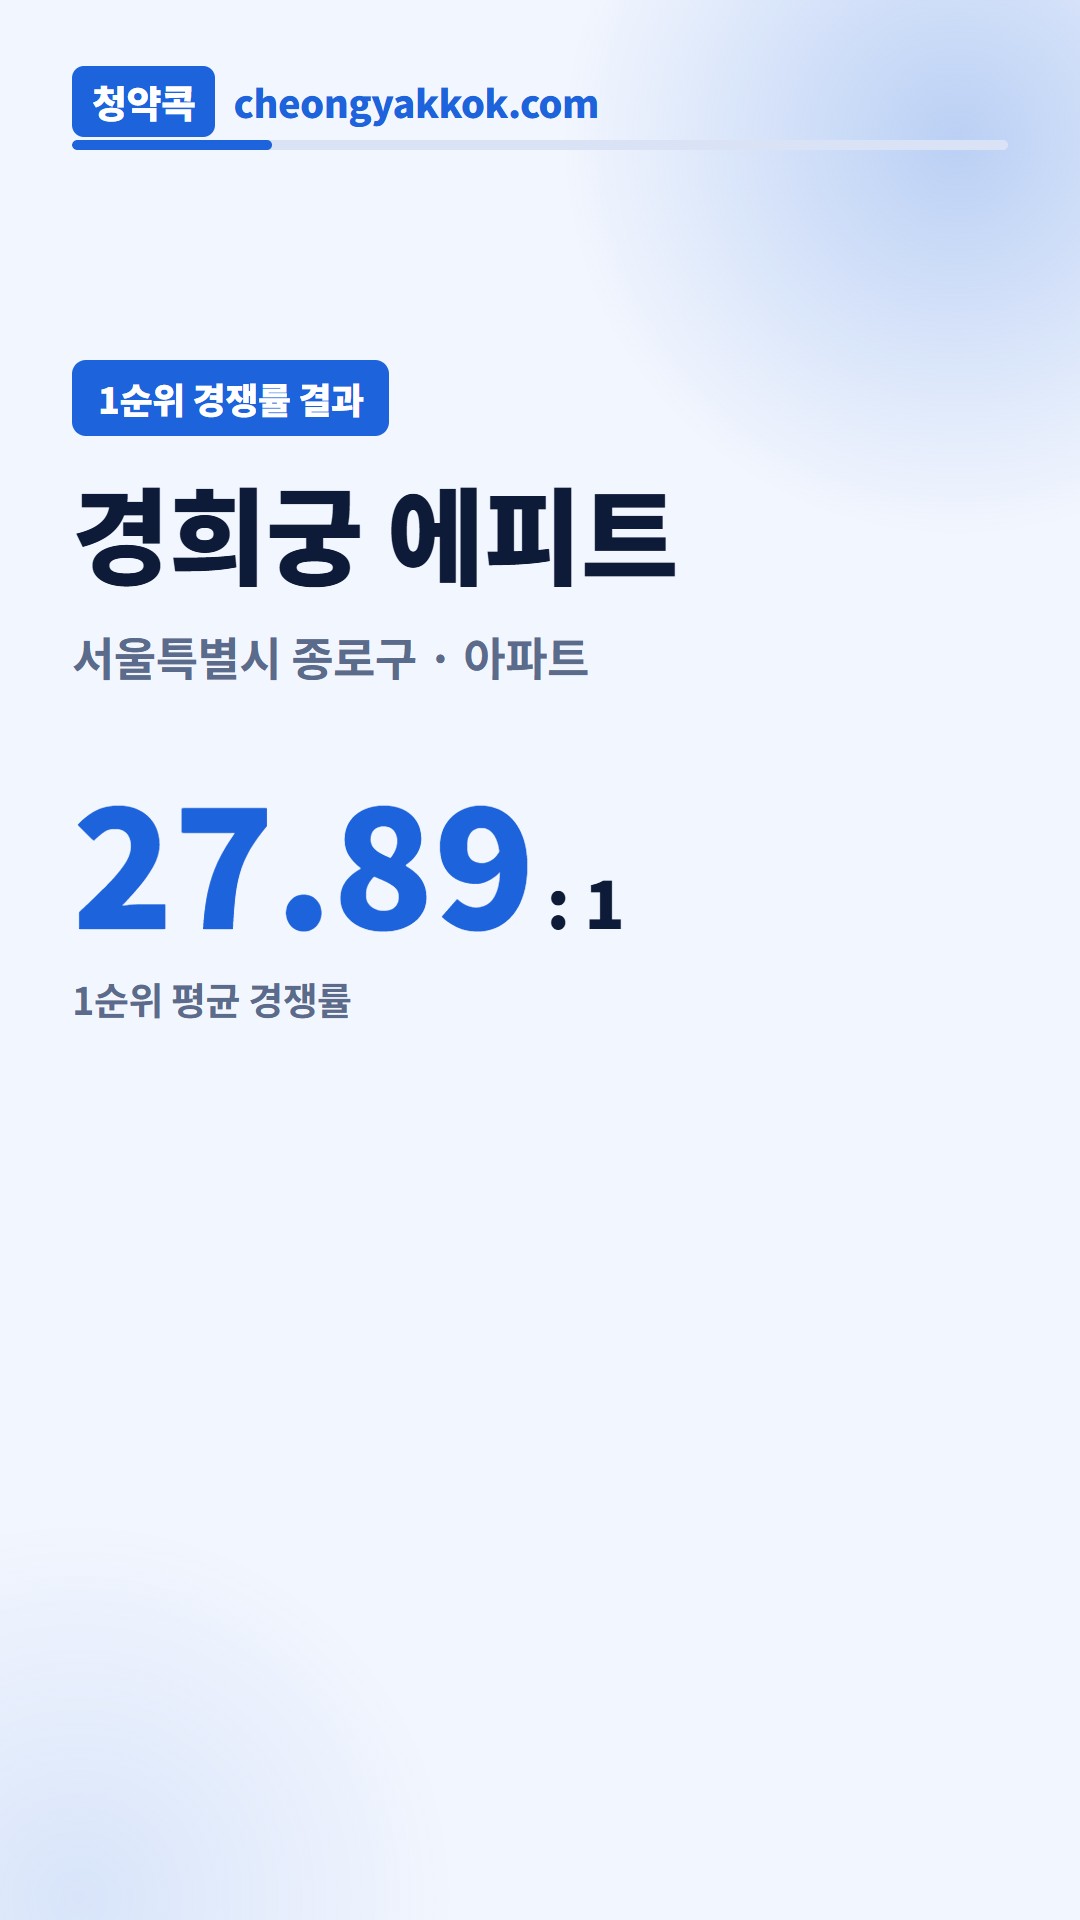 청약콕 cheongyakkok.com
1순위 경쟁률 결과
경희궁 에피트
서울특별시 종로구 · 아파트
27.89 : 1
1순위 평균 경쟁률